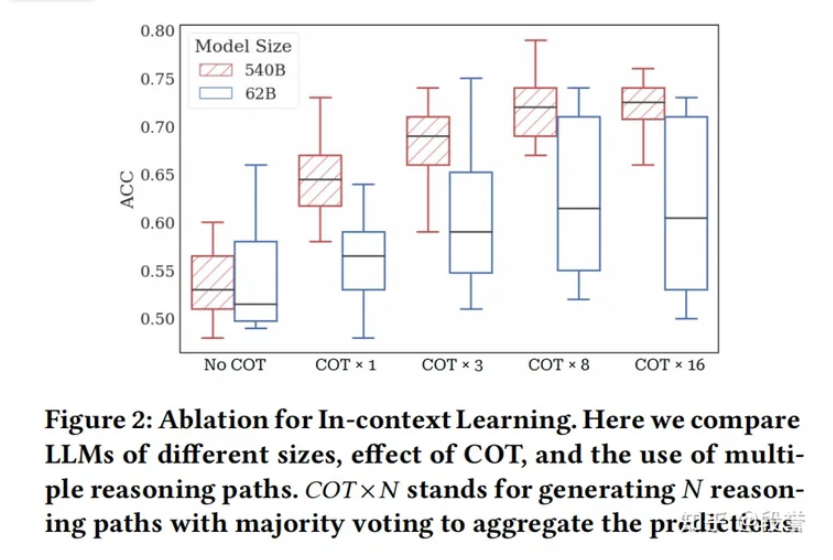 0.80
0.75
0.70
0.65
0.60
0.55
0.50
ACC
Model Size
540B
62B
No COT COT × 1 COT × 3 COT × 8 COT × 16
Figure 2: Ablation for In-context Learning. Here we compare
LLMs of different sizes, effect of COT, and the use of multi-
ple reasoning paths. COT×N stands for generating N reason-
ing paths with majority voting to aggregate the predictions.
知乎 @段誉